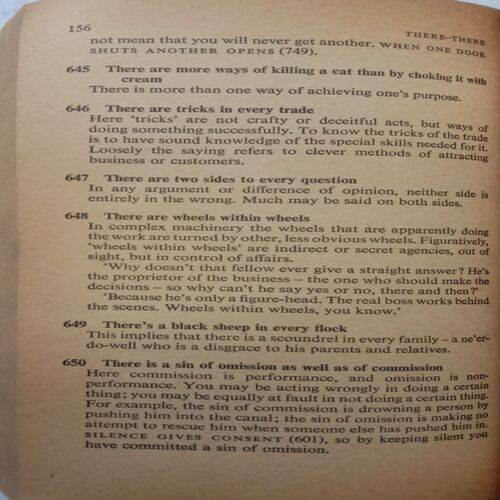 156
THERE–THERE
not mean that you will never get another. WHEN ONE DOOR
SHUTS ANOTHER OPENS (749).
645 There are more ways of killing a cat than by choking it with
cream
There is more than one way of achieving one's purpose.
646 There are tricks in every trade
Here 'tricks' are not crafty or deceitful acts, but ways of
doing something successfully. To know the tricks of the trade
is to have sound knowledge of the special skills needed for it.
Loosely the saying refers to clever methods of attracting
business or customers.
647 There are two sides to every question
In any argument or difference of opinion, neither side is
entirely in the wrong. Much may be said on both sides.
648 There are wheels within wheels
In complex machinery the wheels that are apparently doing
the work are turned by other, less obvious wheels. Figuratively,
'wheels within wheels' are indirect or secret agencies, out of
sight, but in control of affairs.
'Why doesn't that fellow ever give a straight answer? He's
the proprietor of the business – the one who should make the
decisions – so why can't he say yes or no, there and then?'
'Because he's only a figure-head. The real boss works behind
the scenes. Wheels within wheels, you know.'
649 There's a black sheep in every flock
This implies that there is a scoundrel in every family – a ne'er-
do-well who is a disgrace to his parents and relatives.
650 There is a sin of omission as well as of commission
Here commission is performance, and omission is non-
performance. You may be acting wrongly in doing a certain
thing; you may be equally at fault in not doing a certain thing.
For example, the sin of commission is drowning a person by
pushing him into the canal; the sin of omission is making no
attempt to rescue him when someone else has pushed him in.
SILENCE GIVES CONSENT (601), so by keeping silent you
have committed a sin of omission.